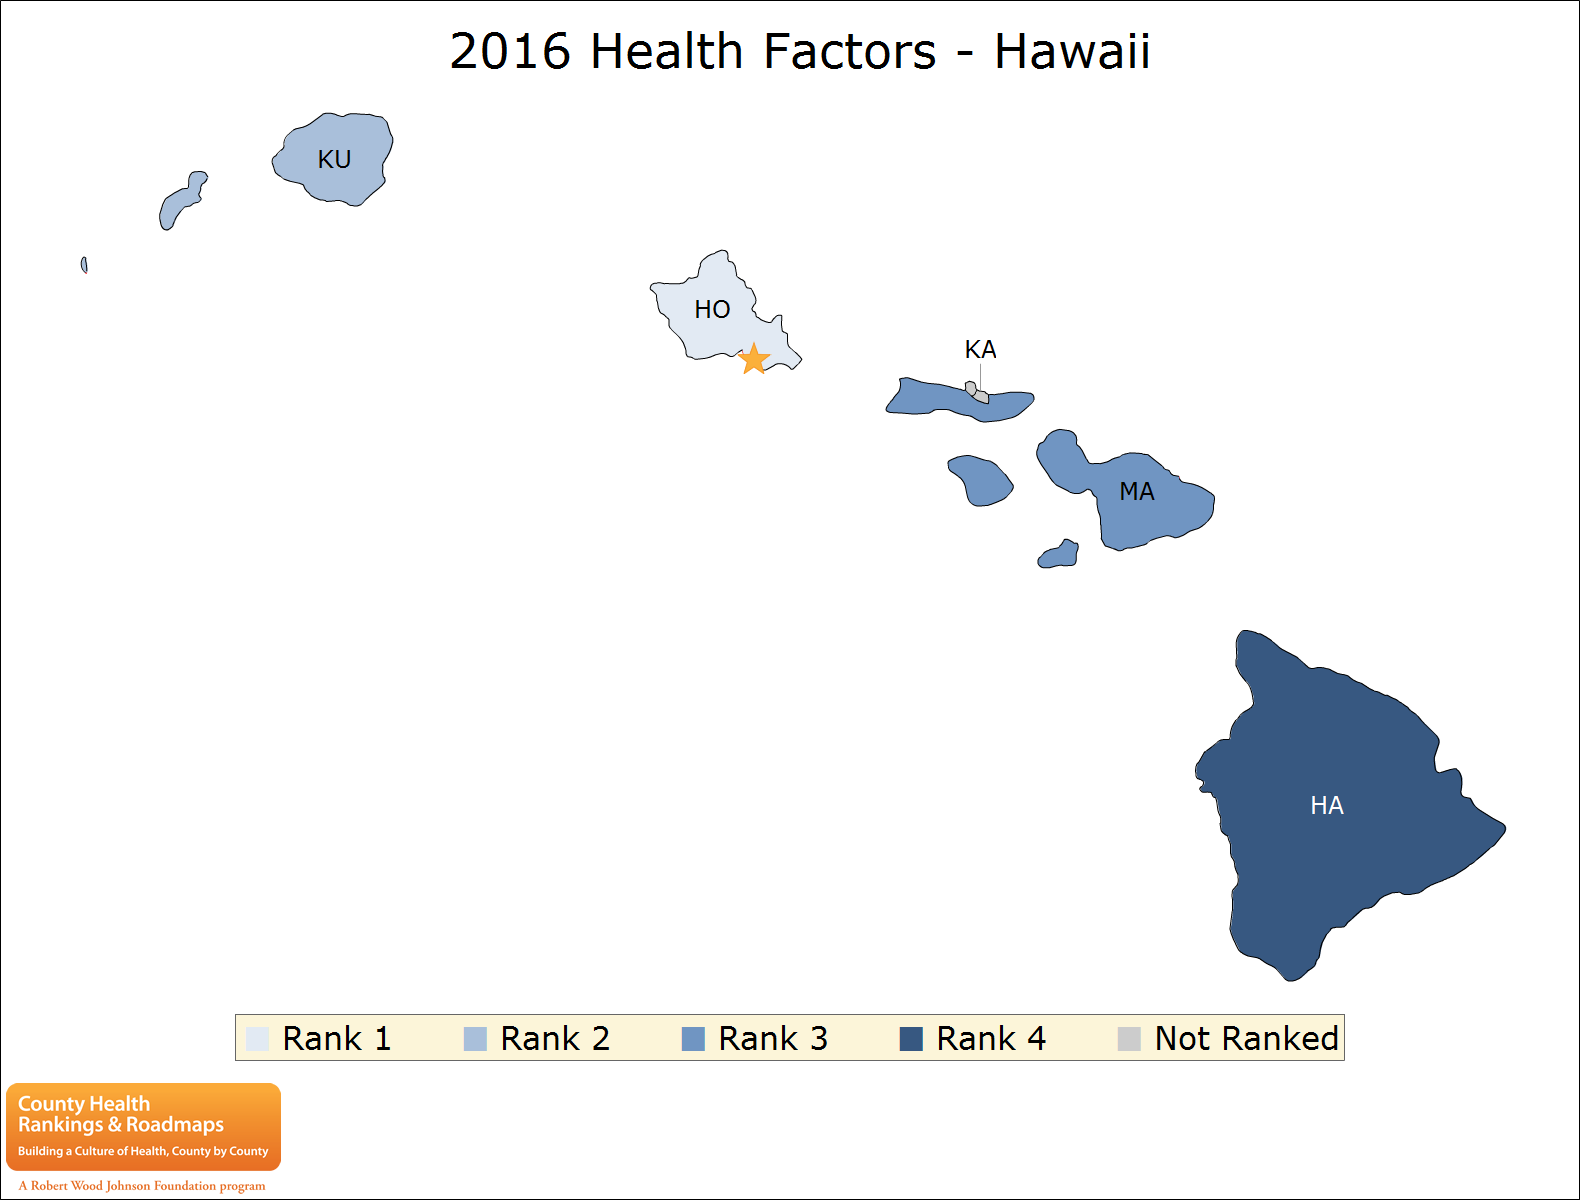 2016 Health Factors - Hawaii
KU
HO
KA
MA
HA
Rank 1 Rank 2 Rank 3 Rank 4 Not Ranked
County Health
Rankings & Roadmaps
Building a Culture of Health, County by County
A Robert Wood Johnson Foundation program